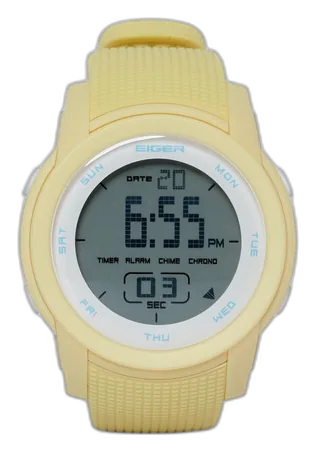 EIGER
SUN
MON
DATE 20
6:55 PM
SAT
TUE
TIMER ALARM CHIME CHRONO
03
SEC
FRI
WED
THU